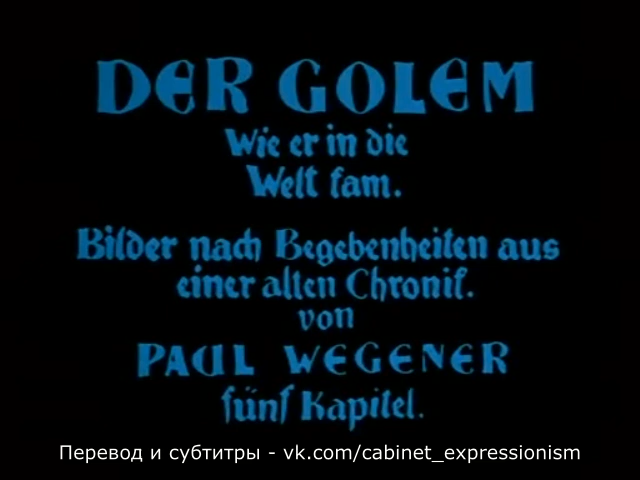 DER GOLEM
Wie er in die
Welt kam.
Bilder nach Begebenheiten aus
einer alten Chronik.
von
PAUL WEGENER
fünf Kapitel.
Перевод и субтитры - vk.com/cabinet_expressionism